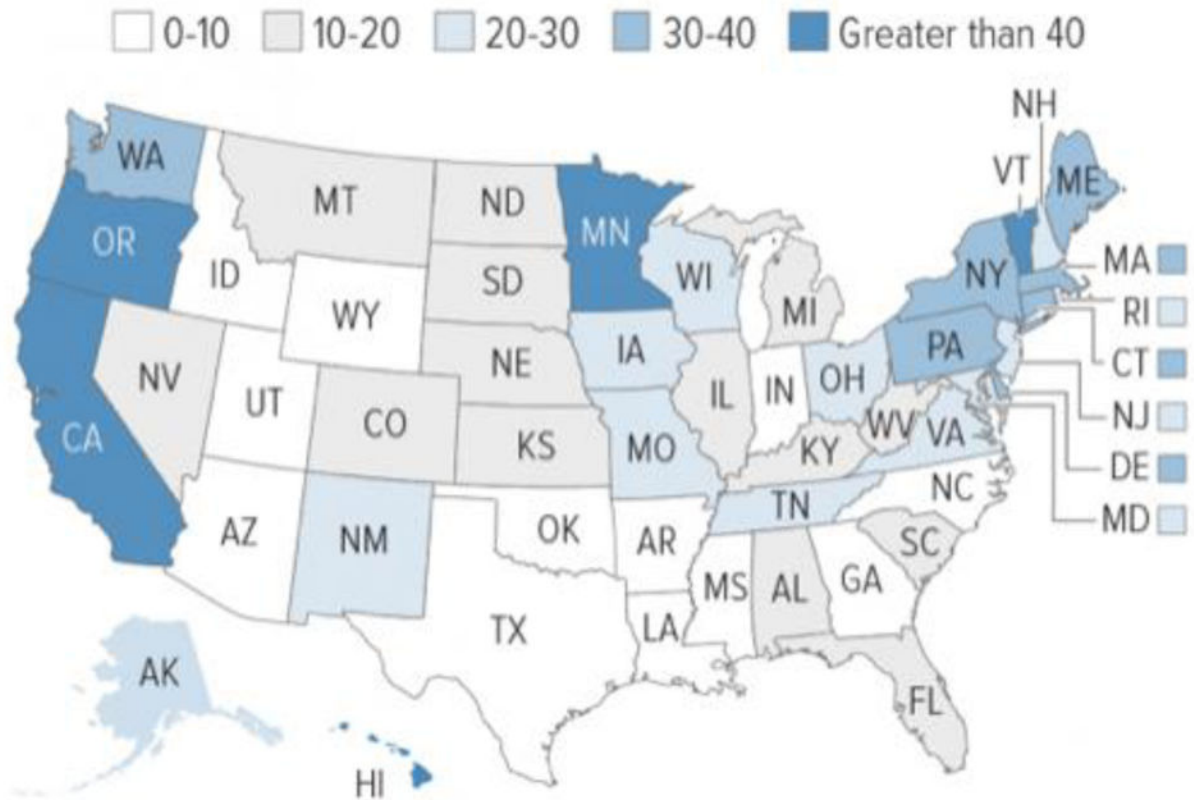 0-10 10-20 20-30 30-40 Greater than 40
NH
VT
ME
WA
MT
ND
MN
OR
ID
SD
WI
NY
MA
WY
MI
RI
NV
NE
IA
PA
CT
UT
CO
IL
IN
OH
NJ
CA
KS
MO
KY
WV
VA
DE
AZ
NM
OK
AR
TN
NC
MD
SC
MS
AL
GA
TX
LA
AK
FL
HI